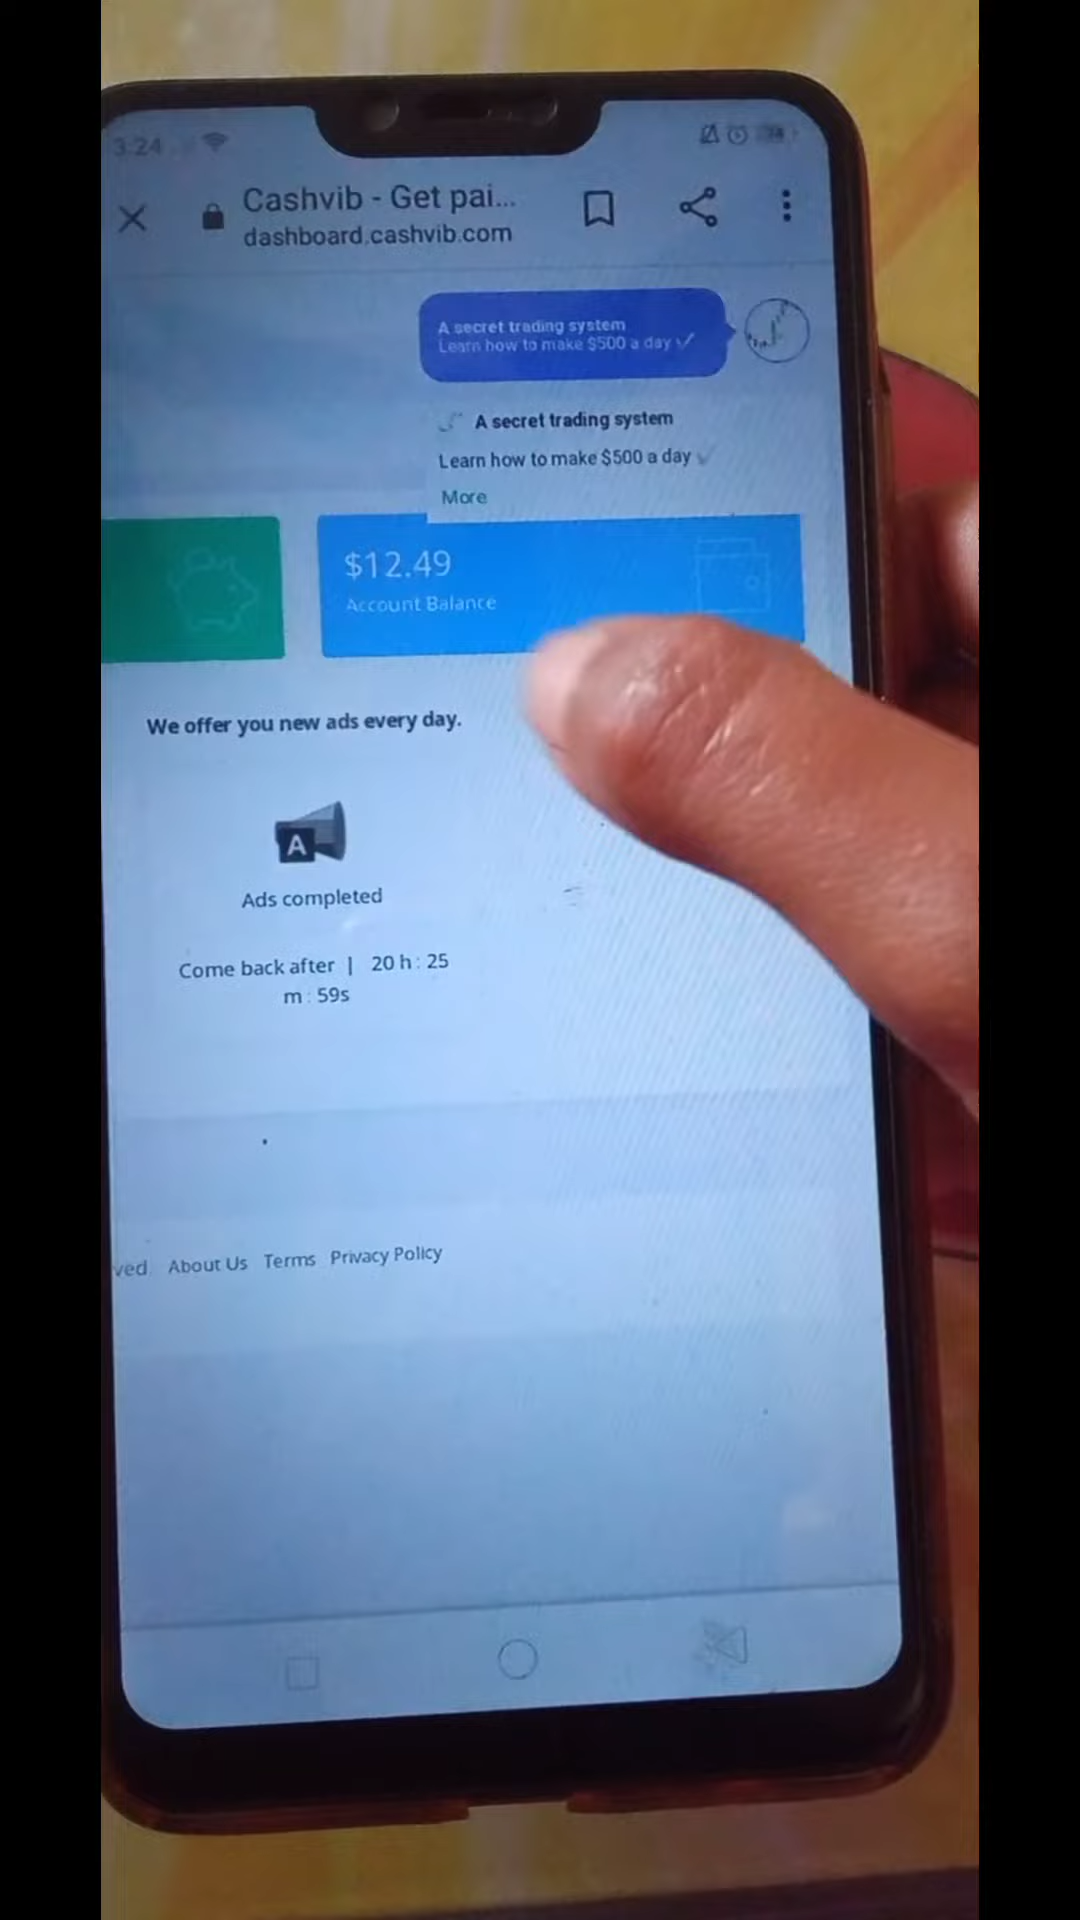 3:24
Cashvib - Get pai...
dashboard.cashvib.com
A secret trading system
Learn how to make $500 a day ✓
A secret trading system
Learn how to make $500 a day ✓
More
$12.49
Account Balance
We offer you new ads every day.
A
Ads completed
Come back after | 20 h : 25
m : 59s
ved. About Us Terms Privacy Policy